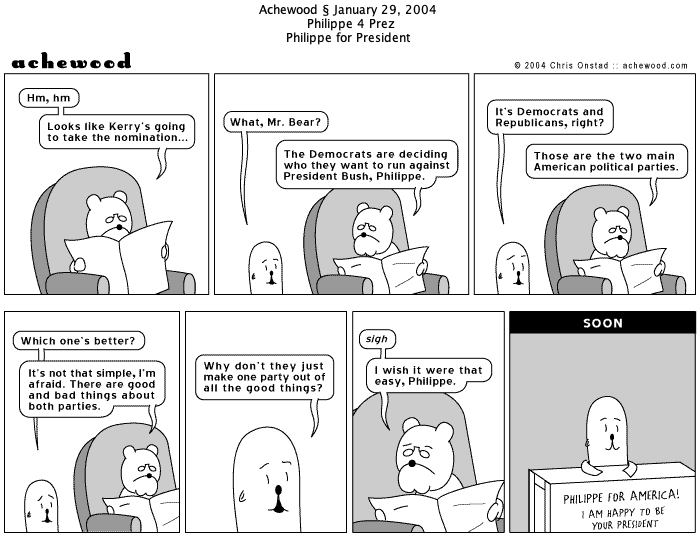 Achewood § January 29, 2004
Philippe 4 Prez
Philippe for President
achewood
© 2004 Chris Onstad :: achewood.com
Hm, hm
Looks like Kerry's going
to take the nomination...
What, Mr. Bear?
The Democrats are deciding
who they want to run against
President Bush, Philippe.
It's Democrats and
Republicans, right?
Those are the two main
American political parties.
Which one's better?
It's not that simple, I'm
afraid. There are good
and bad things about
both parties.
Why don't they just
make one party out of
all the good things?
sigh
I wish it were that
easy, Philippe.
SOON
PHILIPPE FOR AMERICA!
I AM HAPPY TO BE
YOUR PRESIDENT